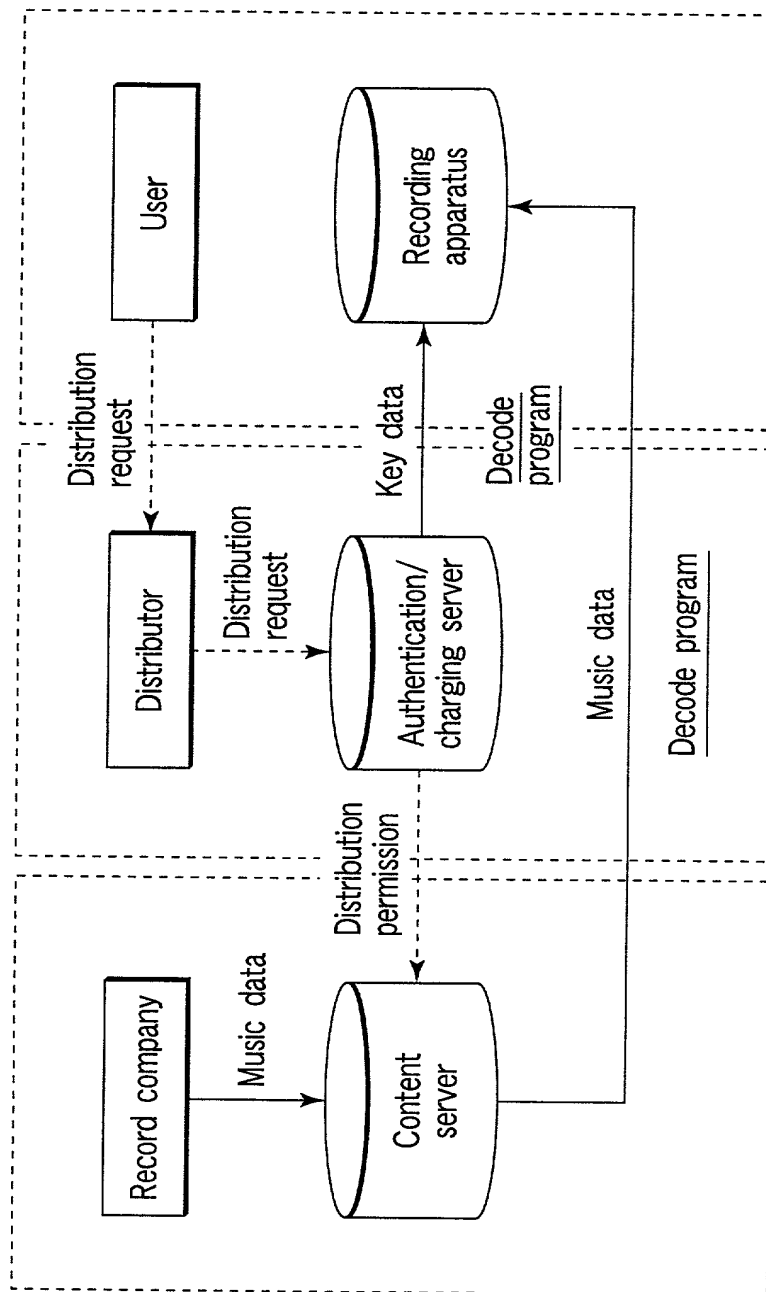 Record company
Distributor
User
Distribution
request
Music data
Distribution
request
Distribution
permission
Key data
Content
server
Authentication/
charging server
Recording
apparatus
Decode
program
Music data
Decode program